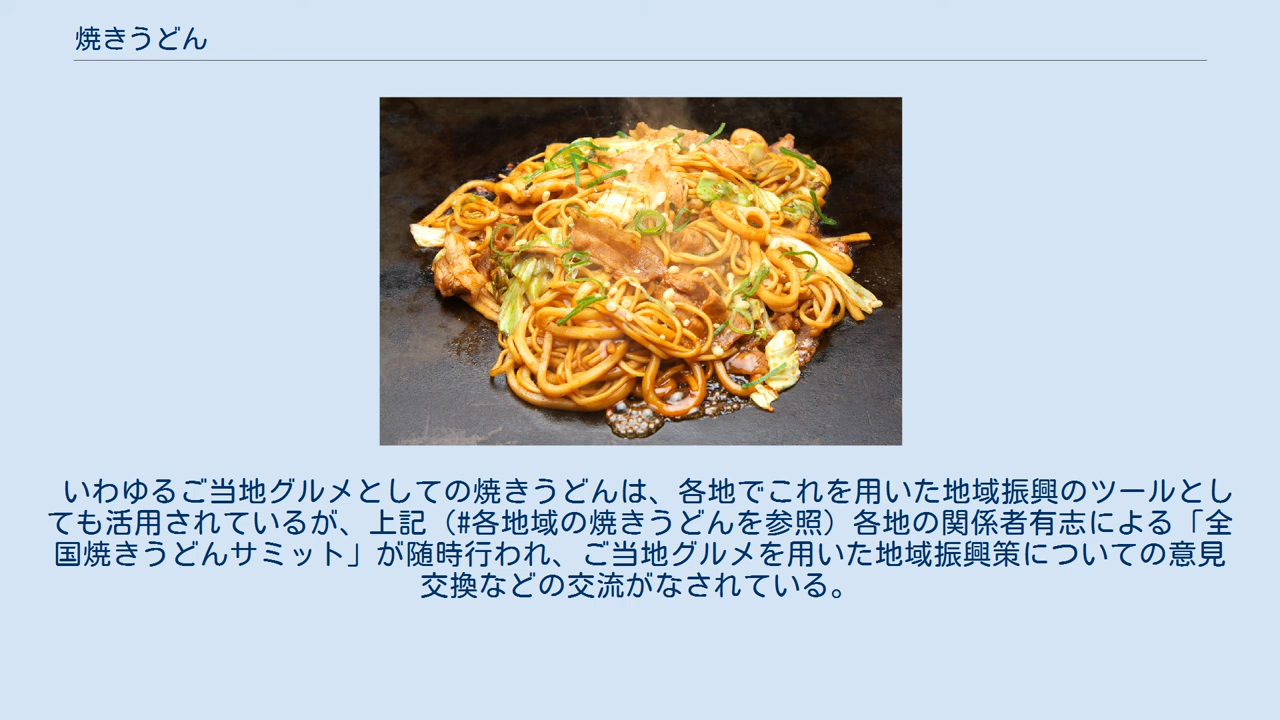 焼きうどん
いわゆるご当地グルメとしての焼きうどんは、各地でこれを用いた地域振興のツールとし
ても活用されているが、上記（#各地域の焼きうどんを参照）各地の関係者有志による「全
国焼きうどんサミット」が随時行われ、ご当地グルメを用いた地域振興策についての意見
交換などの交流がなされている。